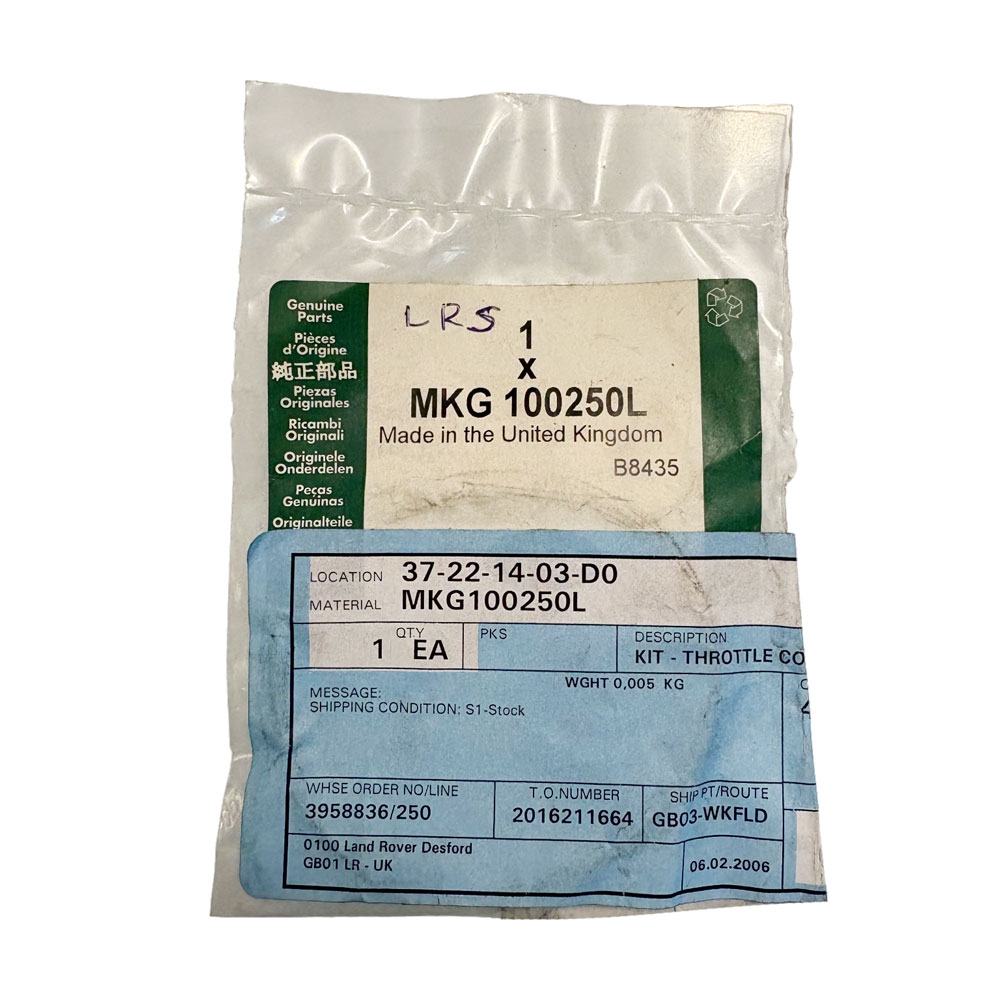 Genuine
Parts
Pièces
d'Origine
純正部品
Piezas
Originales
Ricambi
Originali
Originele
Onderdelen
Peças
Genuínas
Originalteile
LRS
1
x
MKG 100250L
Made in the United Kingdom
B8435
LOCATION 37-22-14-03-D0
MATERIAL MKG100250L
QTY PKS DESCRIPTION
1 EA KIT - THROTTLE CO
WGHT 0,005 KG
MESSAGE:
SHIPPING CONDITION: S1-Stock
WHSE ORDER NO/LINE T.O.NUMBER SHIP PT/ROUTE
3958836/250 2016211664 GB03-WKFLD
0100 Land Rover Desford
GB01 LR - UK 06.02.2006